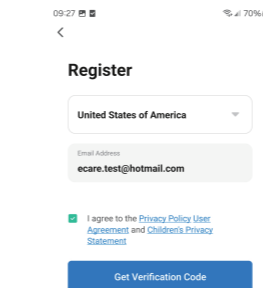 09:27 70%
Register
United States of America
Email Address
ecare.test@hotmail.com
I agree to the Privacy Policy User
Agreement and Children's Privacy
Statement
Get Verification Code